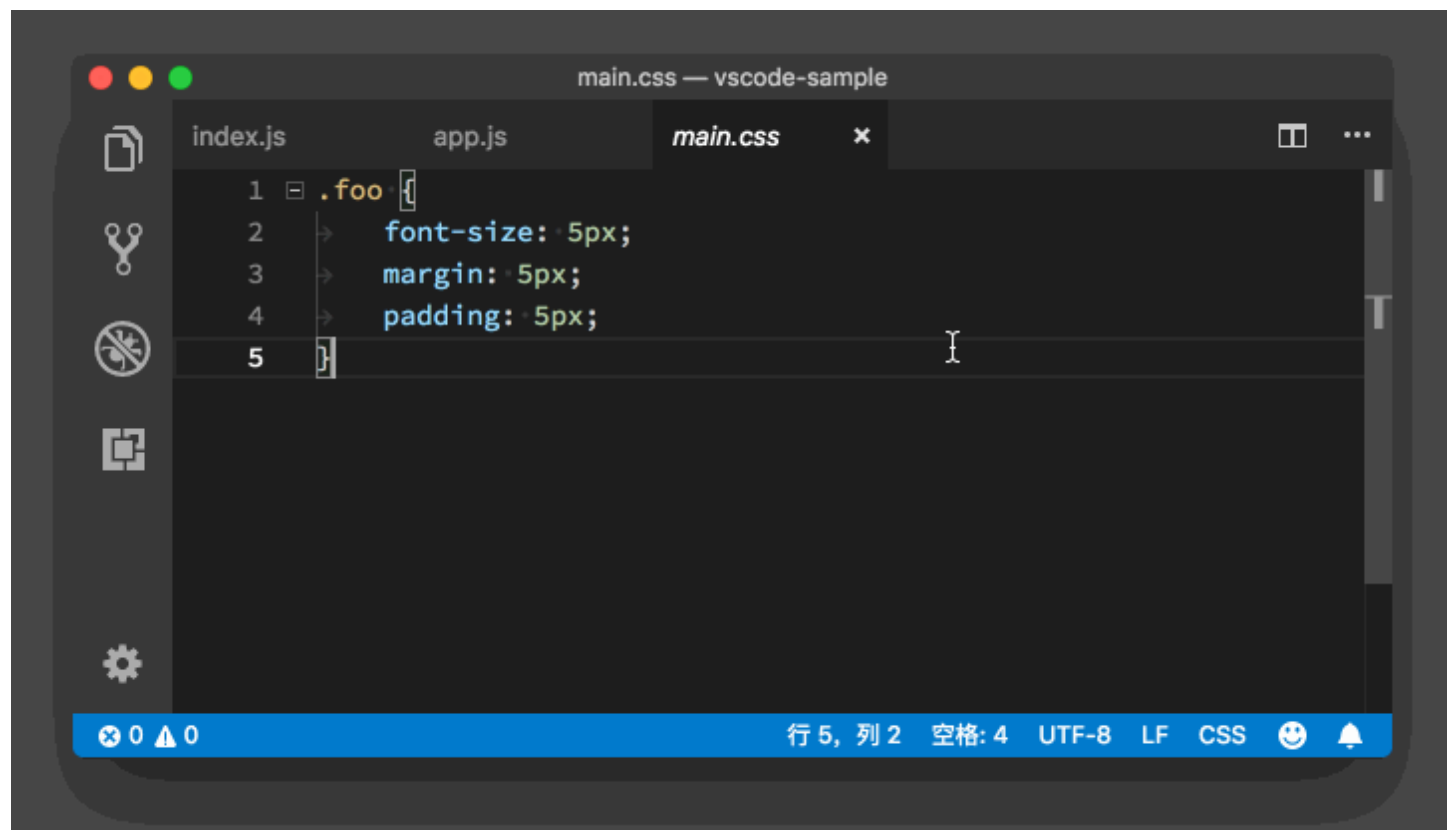 main.css — vscode-sample
index.js app.js main.css
1 .foo {
2 font-size: 5px;
3 margin: 5px;
4 padding: 5px;
5 }
0 0 行 5，列 2 空格: 4 UTF-8 LF CSS